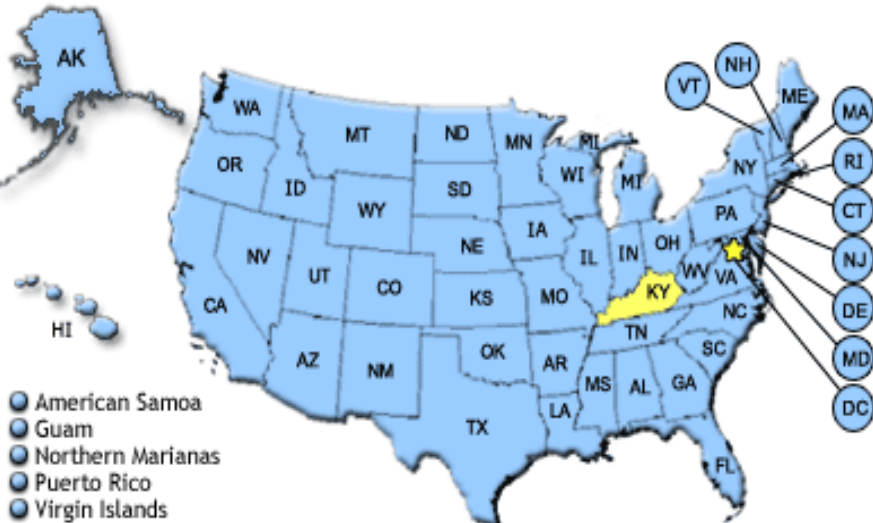 AK
NH
VT
ME
WA
MA
MT
ND
MN
MI
OR
NY
RI
ID
SD
WI
MI
WY
PA
CT
IA
NE
OH
NV
IL
IN
NJ
UT
WV
VA
CO
KS
MO
KY
CA
DE
NC
HI
TN
OK
SC
MD
AZ
NM
AR
MS
AL
GA
American Samoa
LA
DC
Guam
TX
Northern Marianas
FL
Puerto Rico
Virgin Islands